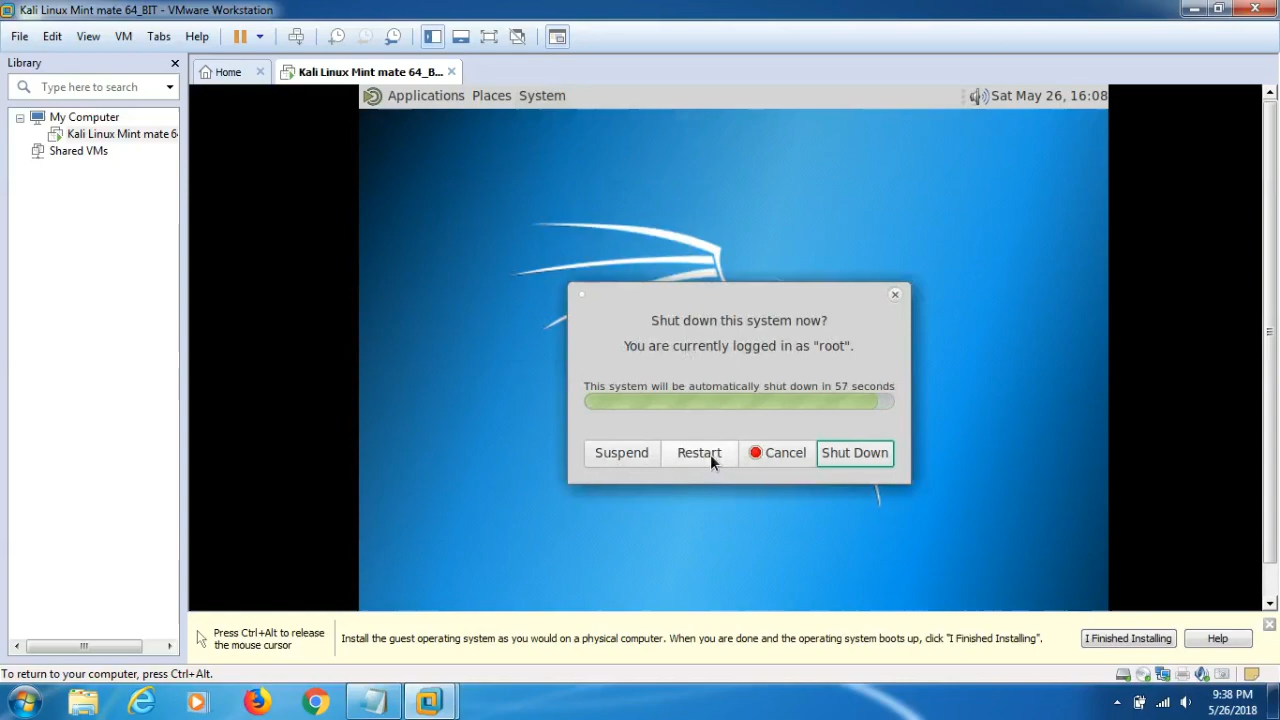 Kali Linux Mint mate 64_BIT - VMware Workstation
File Edit View VM Tabs Help
Library
Home
Kali Linux Mint mate 64_B...
Type here to search
Applications Places System
Sat May 26, 16:08
My Computer
Kali Linux Mint mate 6
Shared VMs
Shut down this system now?
You are currently logged in as "root".
This system will be automatically shut down in 57 seconds
Suspend Restart Cancel Shut Down
Press Ctrl+Alt to release
the mouse cursor
Install the guest operating system as you would on a physical computer. When you are done and the operating system boots up, click "I Finished Installing".
I Finished Installing
Help
To return to your computer, press Ctrl+Alt.
9:38 PM
5/26/2018